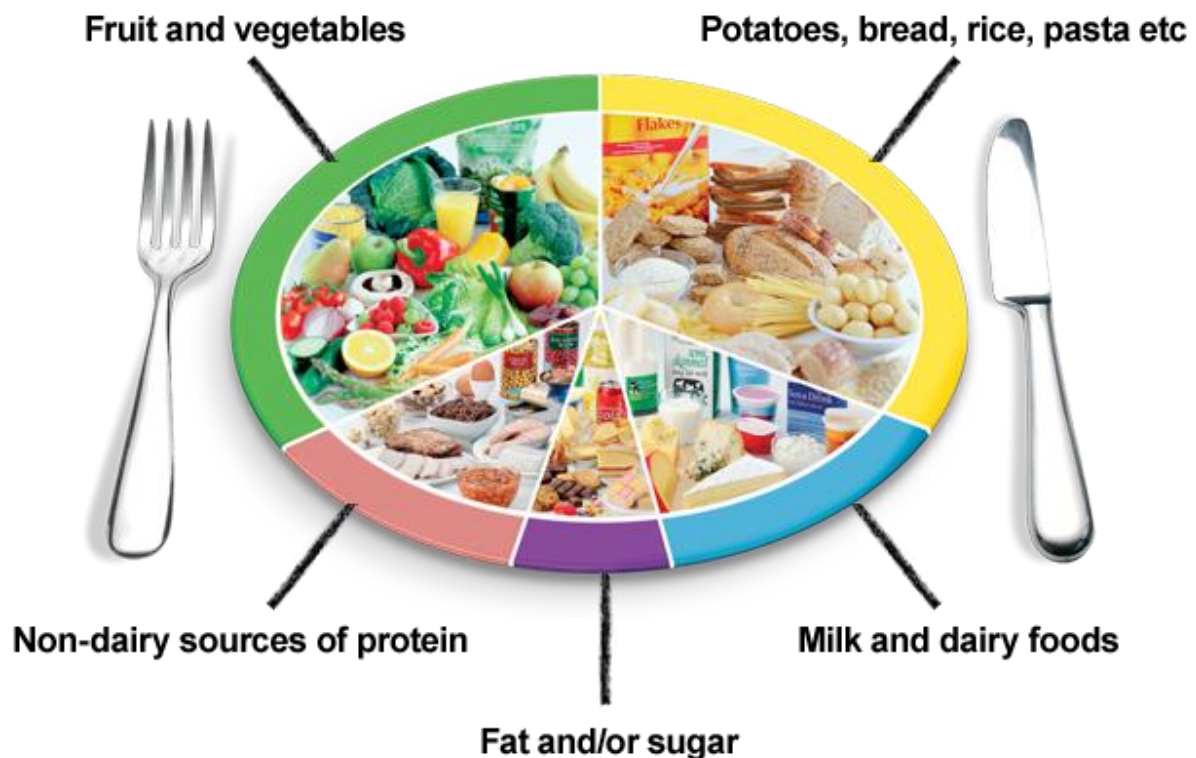 Fruit and vegetables
Potatoes, bread, rice, pasta etc
Flakes
Non-dairy sources of protein
Milk and dairy foods
Fat and/or sugar